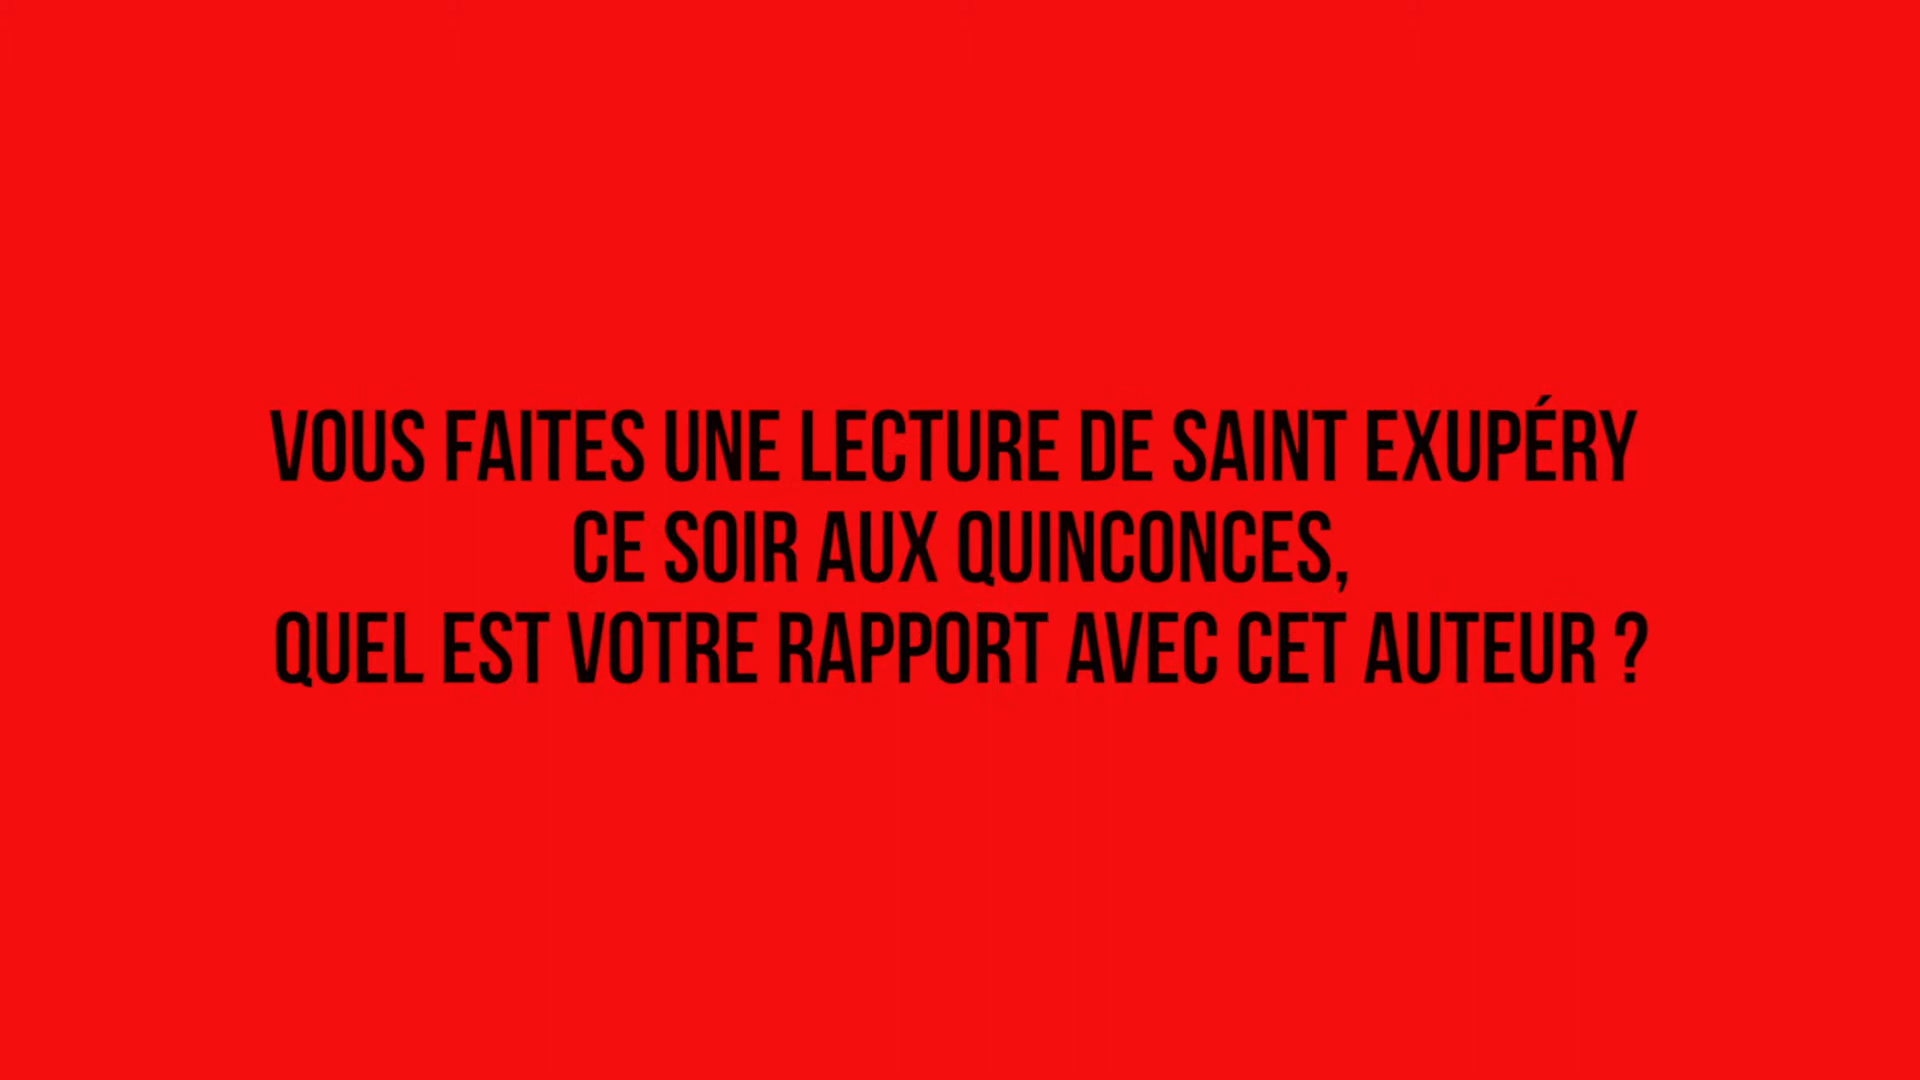 VOUS FAITES UNE LECTURE DE SAINT EXUPÉRY
CE SOIR AUX QUINCONCES,
QUEL EST VOTRE RAPPORT AVEC CET AUTEUR ?